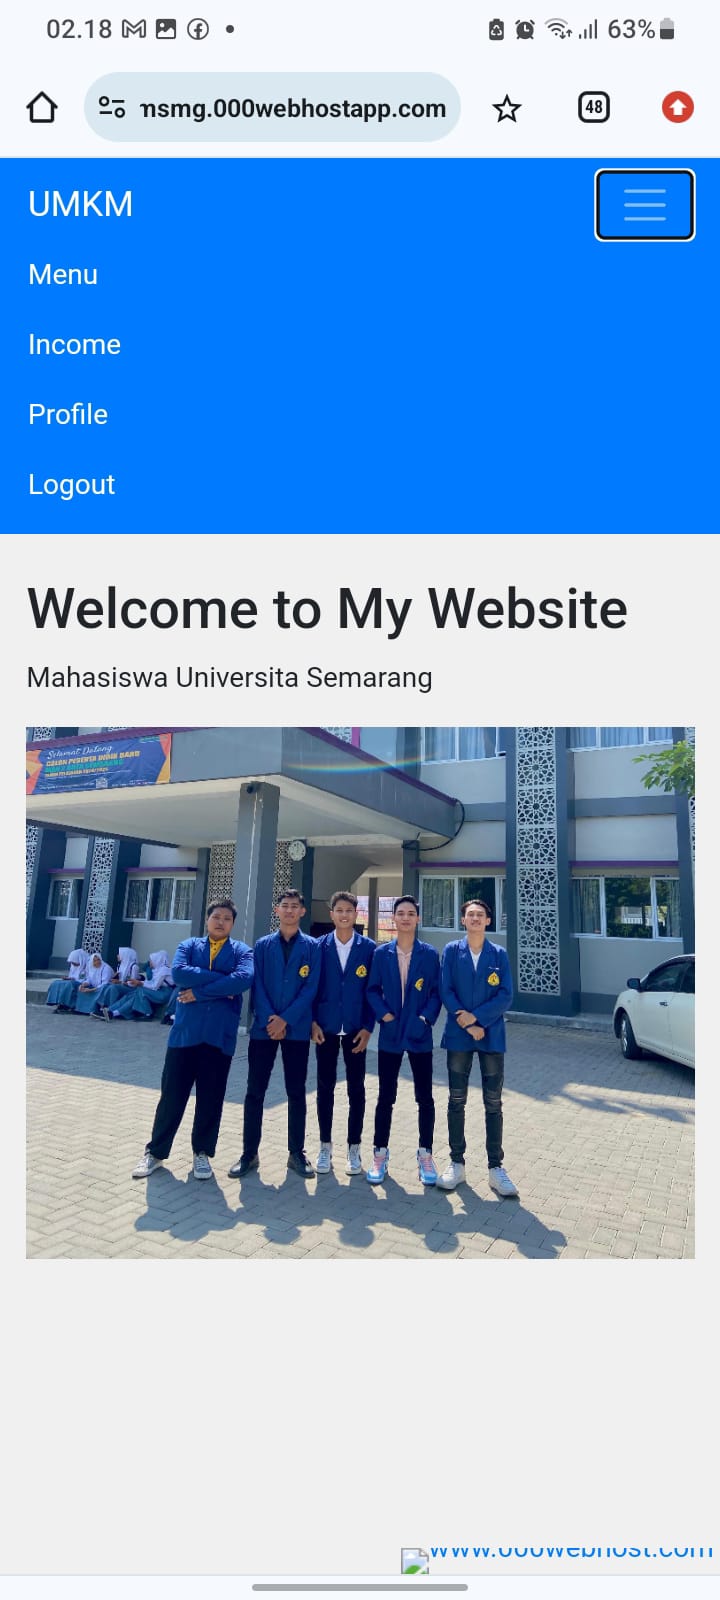 02.18
63%
msmg.000webhostapp.com
48
UMKM
Menu
Income
Profile
Logout
Welcome to My Website
Mahasiswa Universita Semarang
Selamat Datang
CALON PESERTA DIDIK BARU
www.000webhost.com